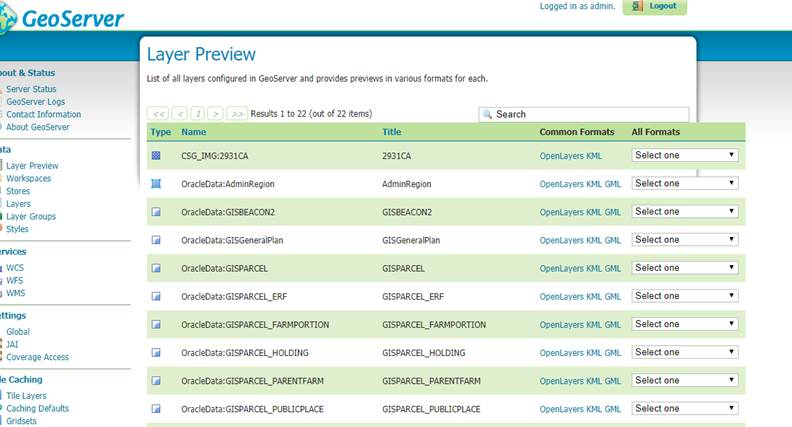 GeoServer
Logged in as admin.
Logout
Layer Preview
List of all layers configured in GeoServer and provides previews in various formats for each.
<< < 1 > >> Results 1 to 22 (out of 22 items)
Search
Type Name Title Common Formats All Formats
CSG_IMG:2931CA 2931CA OpenLayers KML Select one
OracleData:AdminRegion AdminRegion OpenLayers KML GML Select one
OracleData:GISBEACON2 GISBEACON2 OpenLayers KML GML Select one
OracleData:GISGeneralPlan GISGeneralPlan OpenLayers KML GML Select one
OracleData:GISPARCEL GISPARCEL OpenLayers KML GML Select one
OracleData:GISPARCEL_ERF GISPARCEL_ERF OpenLayers KML GML Select one
OracleData:GISPARCEL_FARMPORTION GISPARCEL_FARMPORTION OpenLayers KML GML Select one
OracleData:GISPARCEL_HOLDING GISPARCEL_HOLDING OpenLayers KML GML Select one
OracleData:GISPARCEL_PARENTFARM GISPARCEL_PARENTFARM OpenLayers KML GML Select one
OracleData:GISPARCEL_PUBLICPLACE GISPARCEL_PUBLICPLACE OpenLayers KML GML Select one
bout & Status
Server Status
GeoServer Logs
Contact Information
About GeoServer
ata
Layer Preview
Workspaces
Stores
Layers
Layer Groups
Styles
ervices
WCS
WFS
WMS
ettings
Global
JAI
Coverage Access
le Caching
Tile Layers
Caching Defaults
Gridsets